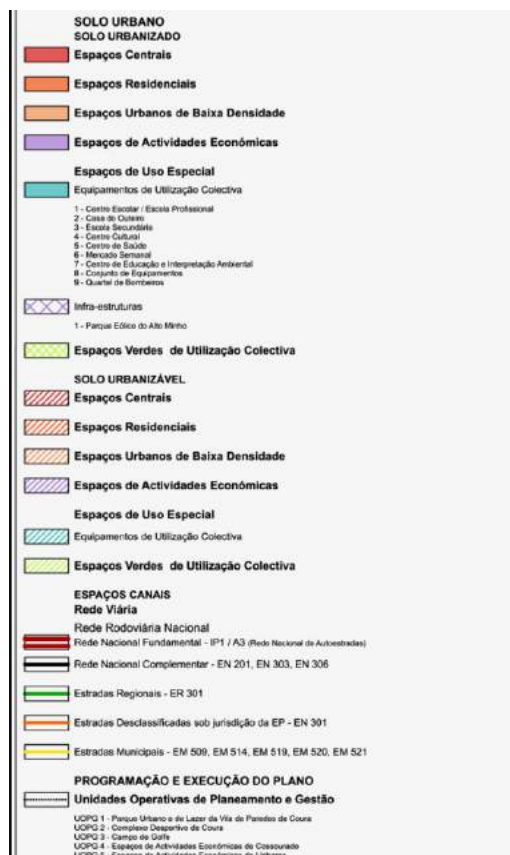 SOLO URBANO
SOLO URBANIZADO
Espaços Centrais
Espaços Residenciais
Espaços Urbanos de Baixa Densidade
Espaços de Actividades Económicas
Espaços de Uso Especial
Equipamentos de Utilização Colectiva
1 - Centro Escolar / Escola Profissional
2 - Casa do Outeiro
3 - Escola Secundária
4 - Centro Cultural
5 - Centro de Saúde
6 - Mercado Semanal
7 - Centro de Educação e Interpretação Ambiental
8 - Conjunto de Equipamentos
9 - Quartel de Bombeiros
Infra-estruturas
1 - Parque Eólico do Alto Minho
Espaços Verdes de Utilização Colectiva
SOLO URBANIZÁVEL
Espaços Centrais
Espaços Residenciais
Espaços Urbanos de Baixa Densidade
Espaços de Actividades Económicas
Espaços de Uso Especial
Equipamentos de Utilização Colectiva
Espaços Verdes de Utilização Colectiva
ESPAÇOS CANAIS
Rede Viária
Rede Rodoviária Nacional
Rede Nacional Fundamental - IP1 / A3 (Rede Nacional de Autoestradas)
Rede Nacional Complementar - EN 201, EN 303, EN 306
Estradas Regionais - ER 301
Estradas Desclassificadas sob jurisdição da EP - EN 301
Estradas Municipais - EM 509, EM 514, EM 519, EM 520, EM 521
PROGRAMAÇÃO E EXECUÇÃO DO PLANO
Unidades Operativas de Planeamento e Gestão
UOPG 1 - Parque Urbano e de Lazer da Vila de Paredes de Coura
UOPG 2 - Complexo Desportivo de Coura
UOPG 3 - Campo de Golfe
UOPG 4 - Espaços de Actividades Económicas de Cossourado
UOPG 5 - Espaços de Actividades Económicas de